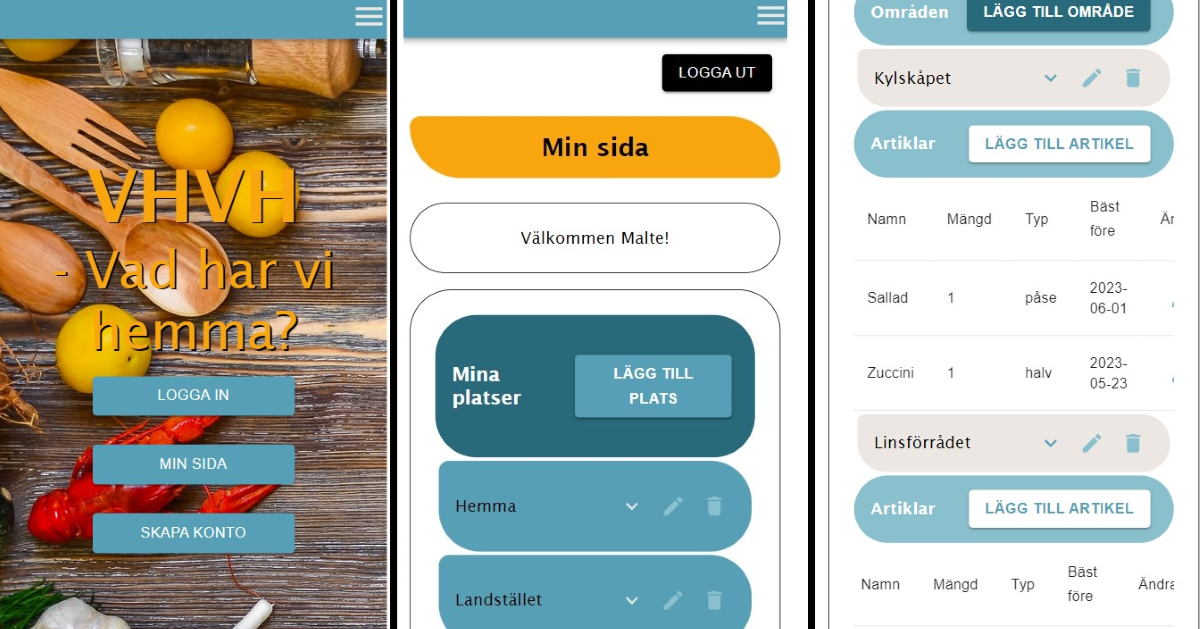 VHVH
- Vad har vi
hemma?
LOGGA IN
MIN SIDA
SKAPA KONTO
LOGGA UT
Min sida
Välkommen Malte!
Mina
platser
LÄGG TILL
PLATS
Hemma
Landstället
Områden
LÄGG TILL OMRÅDE
Kylskåpet
Artiklar
LÄGG TILL ARTIKEL
Namn Mängd Typ Bäst
före
Sallad 1 påse 2023-
06-01
Zuccini 1 halv 2023-
05-23
Linsförrådet
Artiklar
LÄGG TILL ARTIKEL
Namn Mängd Typ Bäst
före Ändra